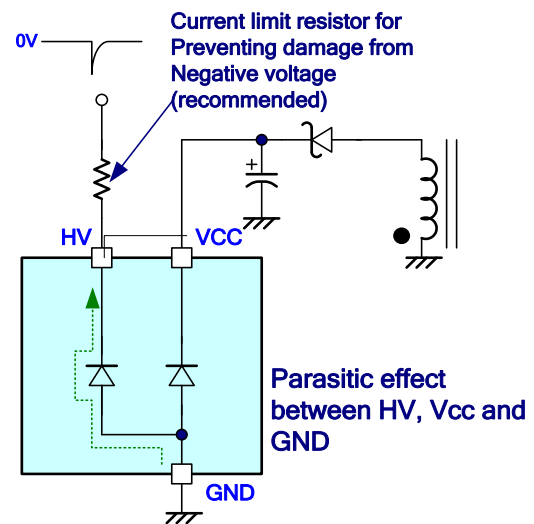 Current limit resistor for
Preventing damage from
Negative voltage
(recommended)
0V
+
HV
VCC
Parasitic effect
between HV, Vcc and
GND
GND